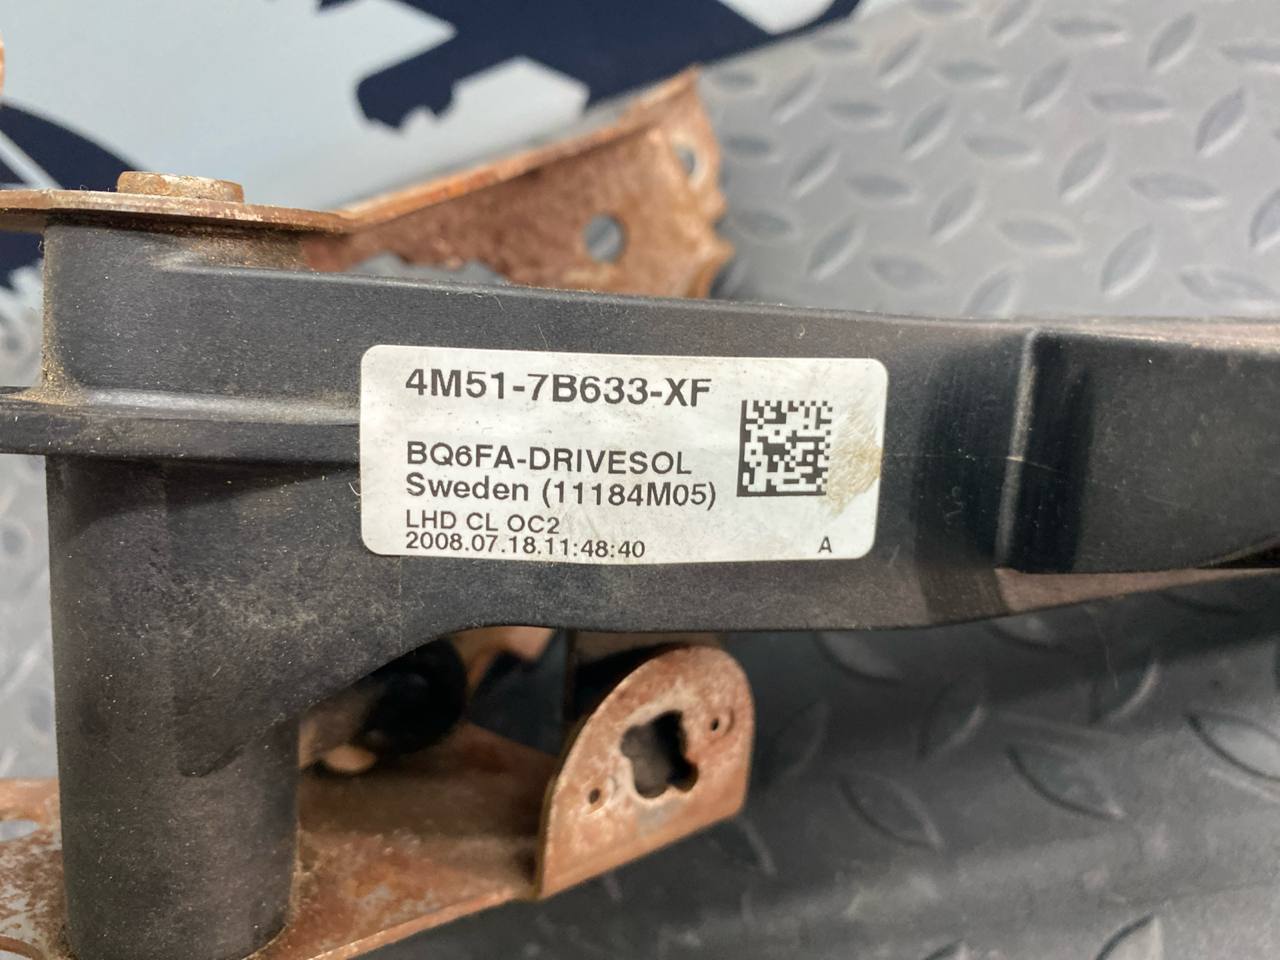 4M51-7B633-XF
BQ6FA-DRIVESOL
Sweden (11184M05)
LHD CL OC2
2008.07.18.11:48:40
A